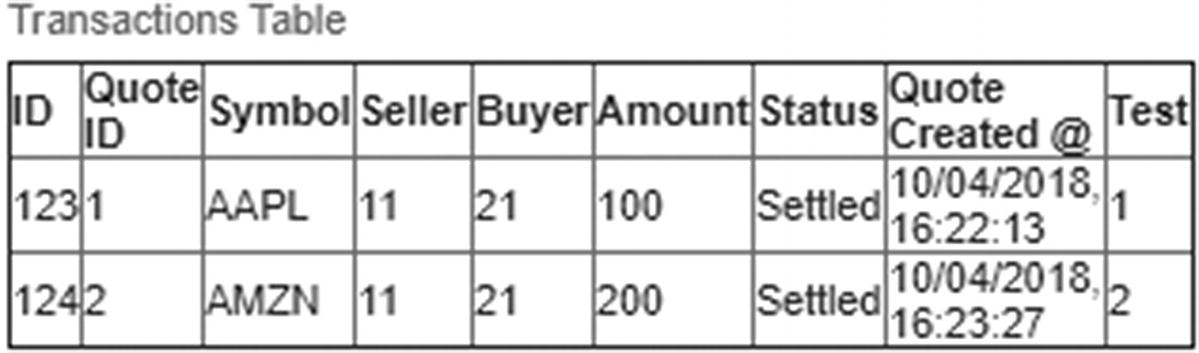 Transactions Table
ID Quote ID Symbol Seller Buyer Amount Status Quote Created @ Test
123 1 AAPL 11 21 100 Settled 10/04/2018, 16:22:13 1
124 2 AMZN 11 21 200 Settled 10/04/2018, 16:23:27 2